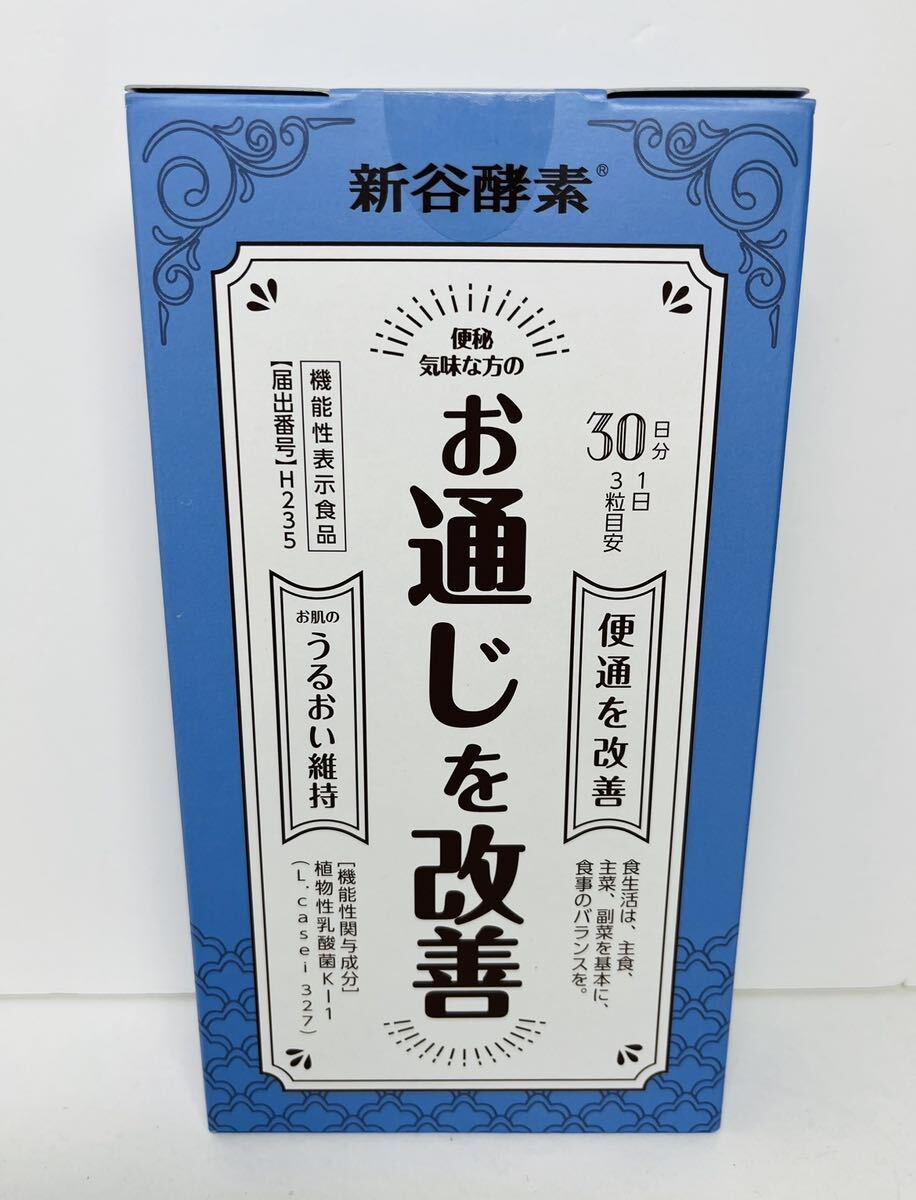 新谷酵素®
便秘
気味な方の
お通じを改善
30日分
1日
3粒目安
便通を改善
食生活は、主食、
主菜、副菜を基本に、
食事のバランスを。
機能性表示食品
【届出番号】H235
お肌の
うるおい維持
[機能性関与成分]
植物性乳酸菌K-1
(L.casei 327)